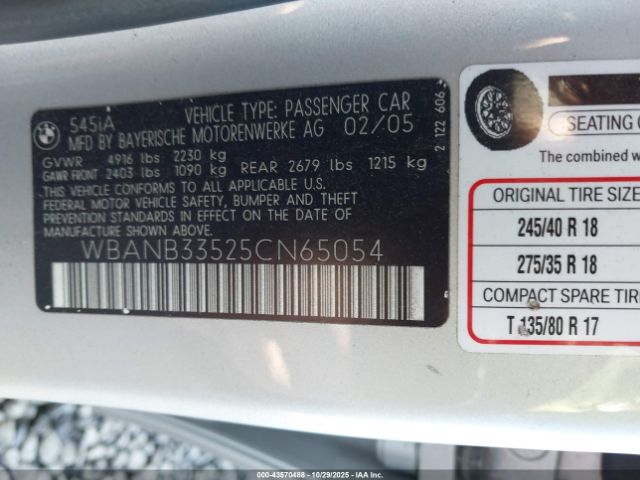 BMW
545iA
VEHICLE TYPE: PASSENGER CAR
MFD BY BAYERISCHE MOTORENWERKE AG 02/05
GVWR 4916 lbs 2230 kg
GAWR FRONT 2403 lbs 1090 kg REAR 2679 lbs 1215 kg
THIS VEHICLE CONFORMS TO ALL APPLICABLE U.S.
FEDERAL MOTOR VEHICLE SAFETY, BUMPER AND THEFT
PREVENTION STANDARDS IN EFFECT ON THE DATE OF
MANUFACTURE SHOWN ABOVE.
WBANB33525CN65054
2 122 606
SEATING
The combined w
ORIGINAL TIRE SIZE
245/40 R 18
275/35 R 18
COMPACT SPARE TIRE
T 135/80 R 17
000-43570488 - 10/29/2025 - IAAI.COM